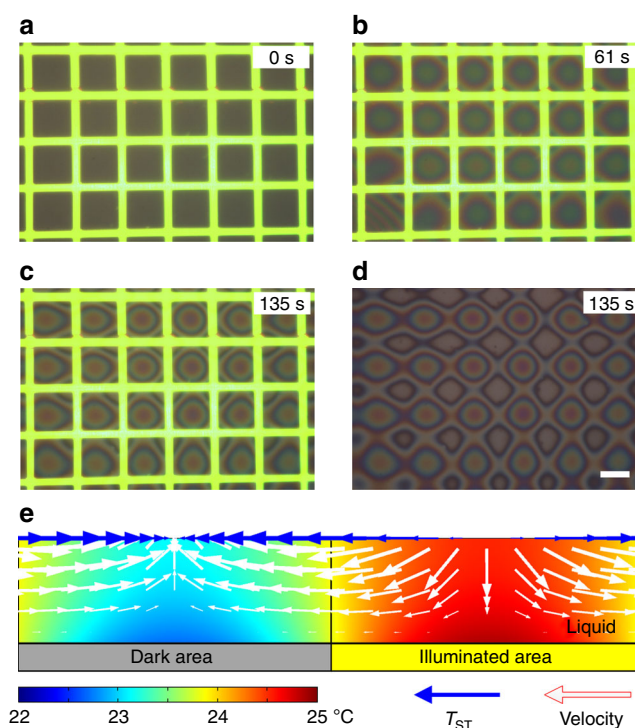 a
0 s
b
61 s
c
135 s
d
135 s
e
Liquid
Dark area
Illuminated area
22
23
24
25 °C
T_ST
Velocity